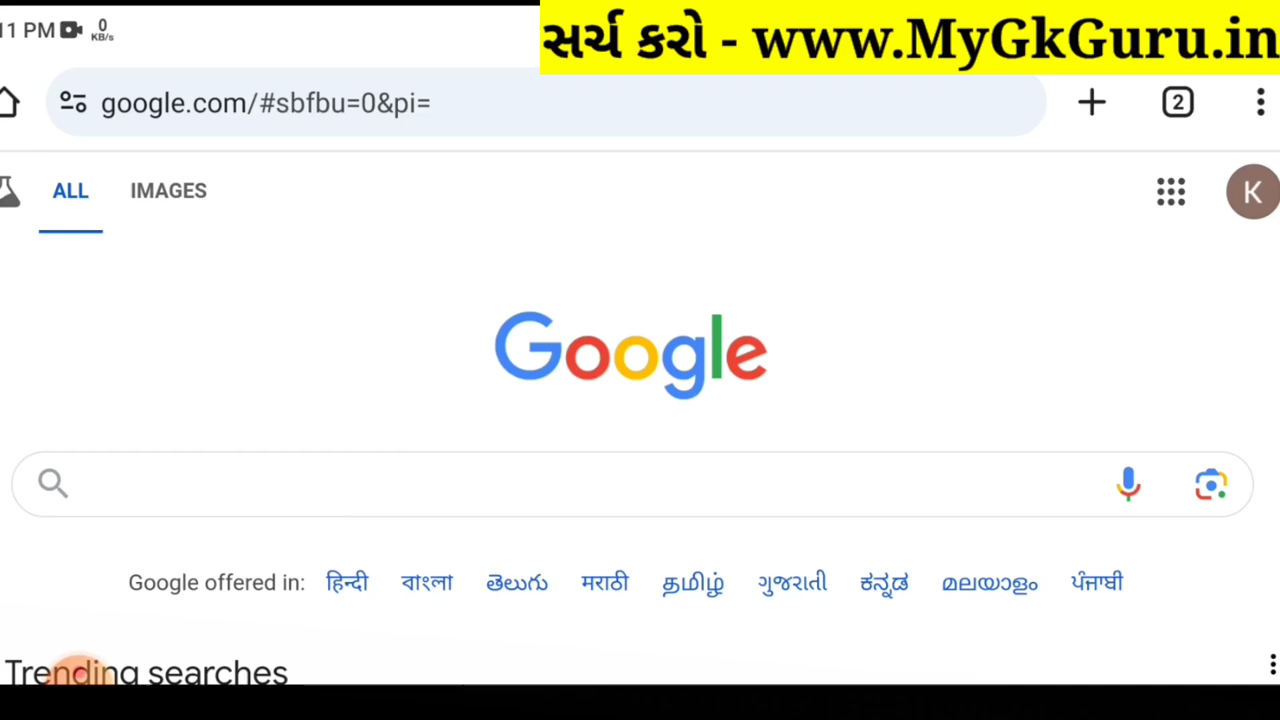 11 PM 0 KB/s
સર્ચ કરો - www.MyGkGuru.in
google.com/#sbfbu=0&pi=
2
ALL IMAGES
K
Google
Google offered in: हिन्दी বাংলা తెలుగు मराठी தமிழ் ગુજરાતી ಕನ್ನಡ മലയാളം ਪੰਜਾਬੀ
Trending searches